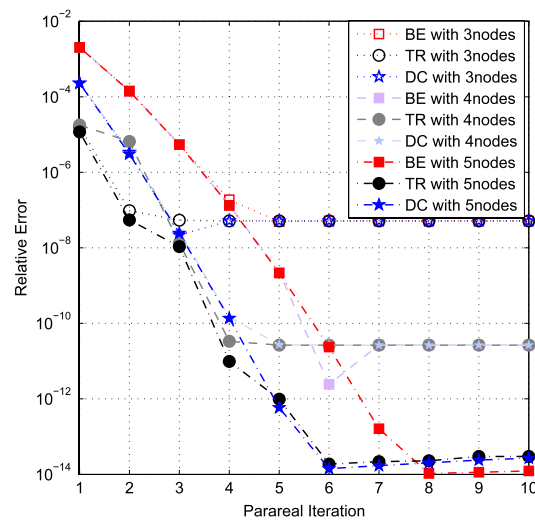 10^-2
10^-4
10^-6
10^-8
10^-10
10^-12
10^-14
Relative Error
1 2 3 4 5 6 7 8 9 10
Parareal Iteration
BE with 3nodes
TR with 3nodes
DC with 3nodes
BE with 4nodes
TR with 4nodes
DC with 4nodes
BE with 5nodes
TR with 5nodes
DC with 5nodes